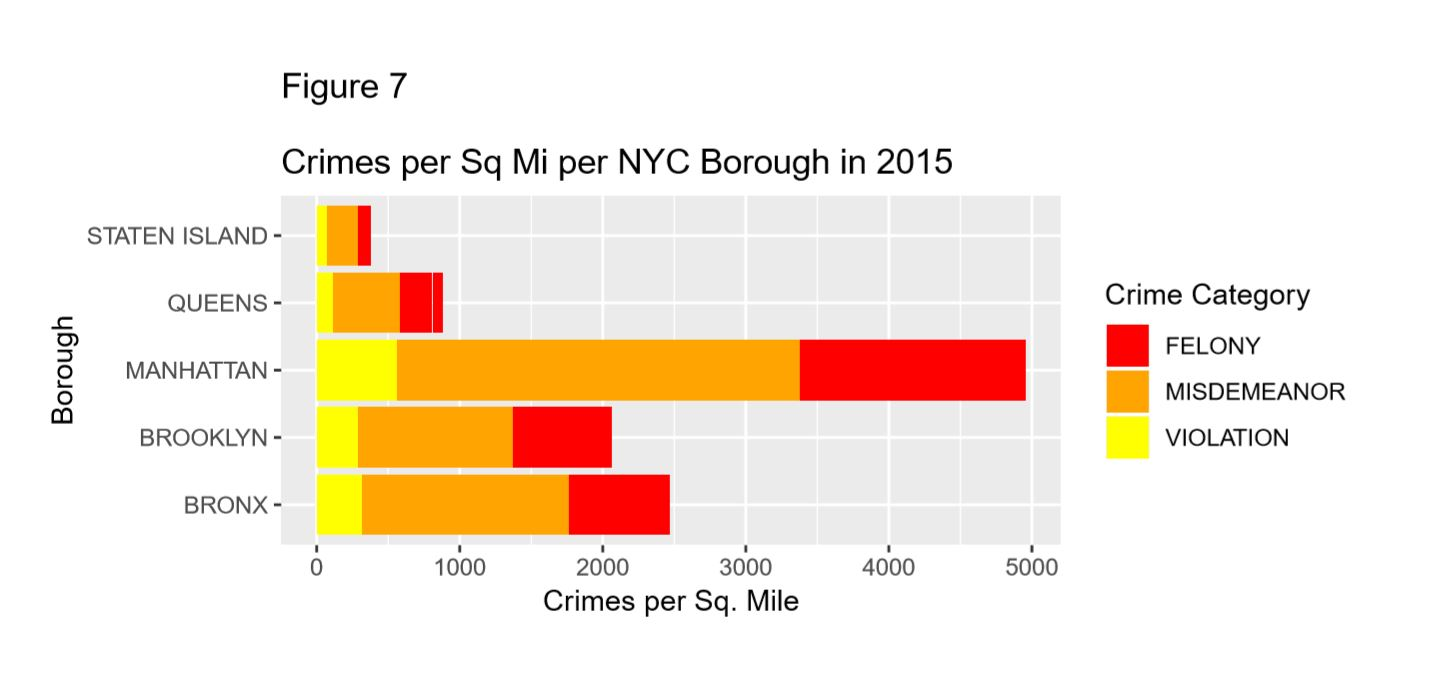 Figure 7
Crimes per Sq Mi per NYC Borough in 2015
STATEN ISLAND
QUEENS
MANHATTAN
BROOKLYN
BRONX
Borough
0 1000 2000 3000 4000 5000
Crimes per Sq. Mile
Crime Category
FELONY
MISDEMEANOR
VIOLATION